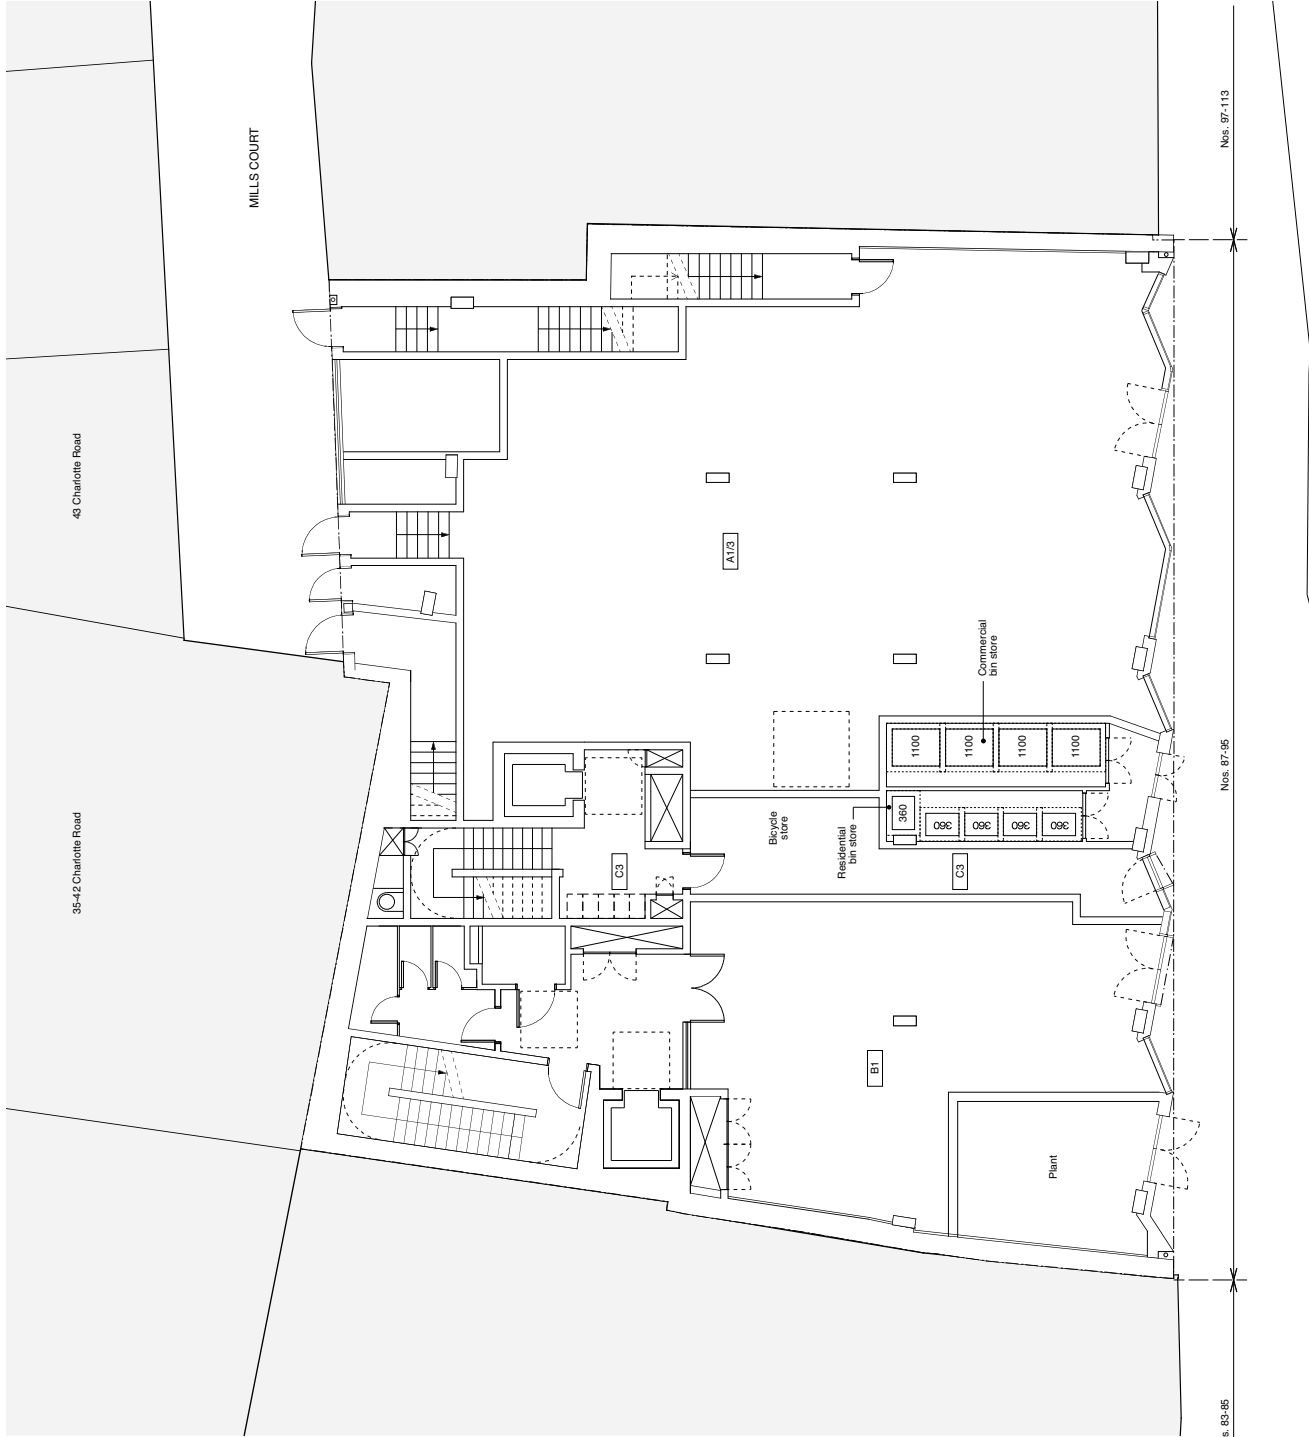 MILLS COURT
Nos. 97-113
43 Charlotte Road
A1/3
Commercial
bin store
1100
1100
1100
1100
Nos. 87-95
35-42 Charlotte Road
Bicycle
store
Residential
bin store
360
360
360
360
360
C3
C3
B1
Plant
s. 83-85